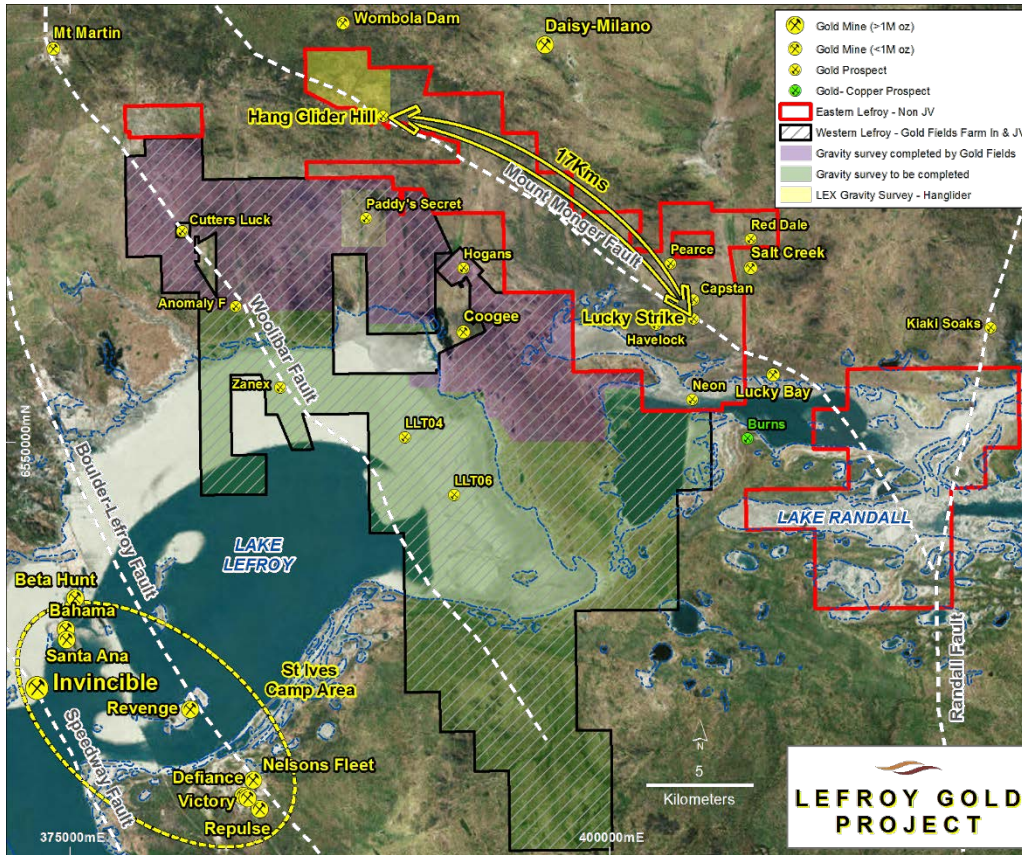 Wombola Dam
Daisy-Milano
Mt Martin
Gold Mine (>1M oz)
Gold Mine (<1M oz)
Gold Prospect
Gold- Copper Prospect
Eastern Lefroy - Non JV
Western Lefroy - Gold Fields Farm In & JV
Gravity survey completed by Gold Fields
Gravity survey to be completed
LEX Gravity Survey - Hanglider
Hang Glider Hill
17Kms
Mount Monger Fault
Paddy's Secret
Cutters Luck
Red Dale
Hogans
Pearce
Salt Creek
Anomaly F
Capstan
Woolibar Fault
Coogee
Lucky Strike
Havelock
Kiaki Soaks
Zanex
Neon
Lucky Bay
LLT04
Burns
6550000mN
Boulder-Lefroy Fault
LLT06
LAKE RANDALL
LAKE
LEFROY
Beta Hunt
Bahama
Santa Ana
St Ives
Camp Area
Invincible
Revenge
Randall Fault
Speedway Fault
N
Defiance
Nelsons Fleet
5
Victory
Kilometers
Repulse
375000mE
400000mE
LEFROY GOLD
PROJECT